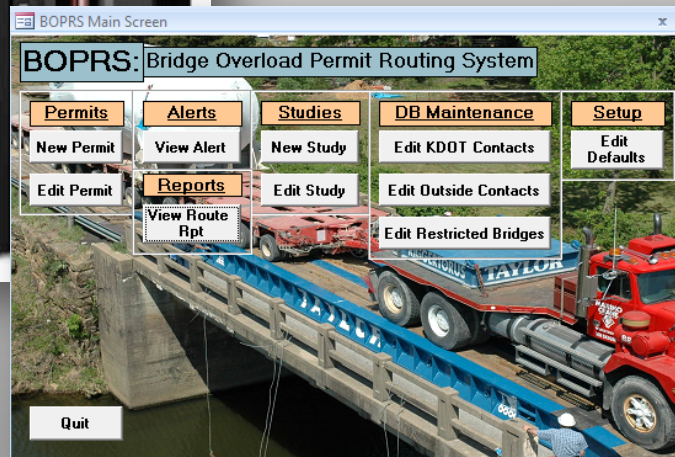 BOPRS Main Screen
BOPRS: Bridge Overload Permit Routing System
Permits
New Permit
Edit Permit
Alerts
View Alert
Reports
View Route
Rpt
Studies
New Study
Edit Study
DB Maintenance
Edit KDOT Contacts
Edit Outside Contacts
Edit Restricted Bridges
Setup
Edit
Defaults
TAYLOR
TAYLOR
Quit